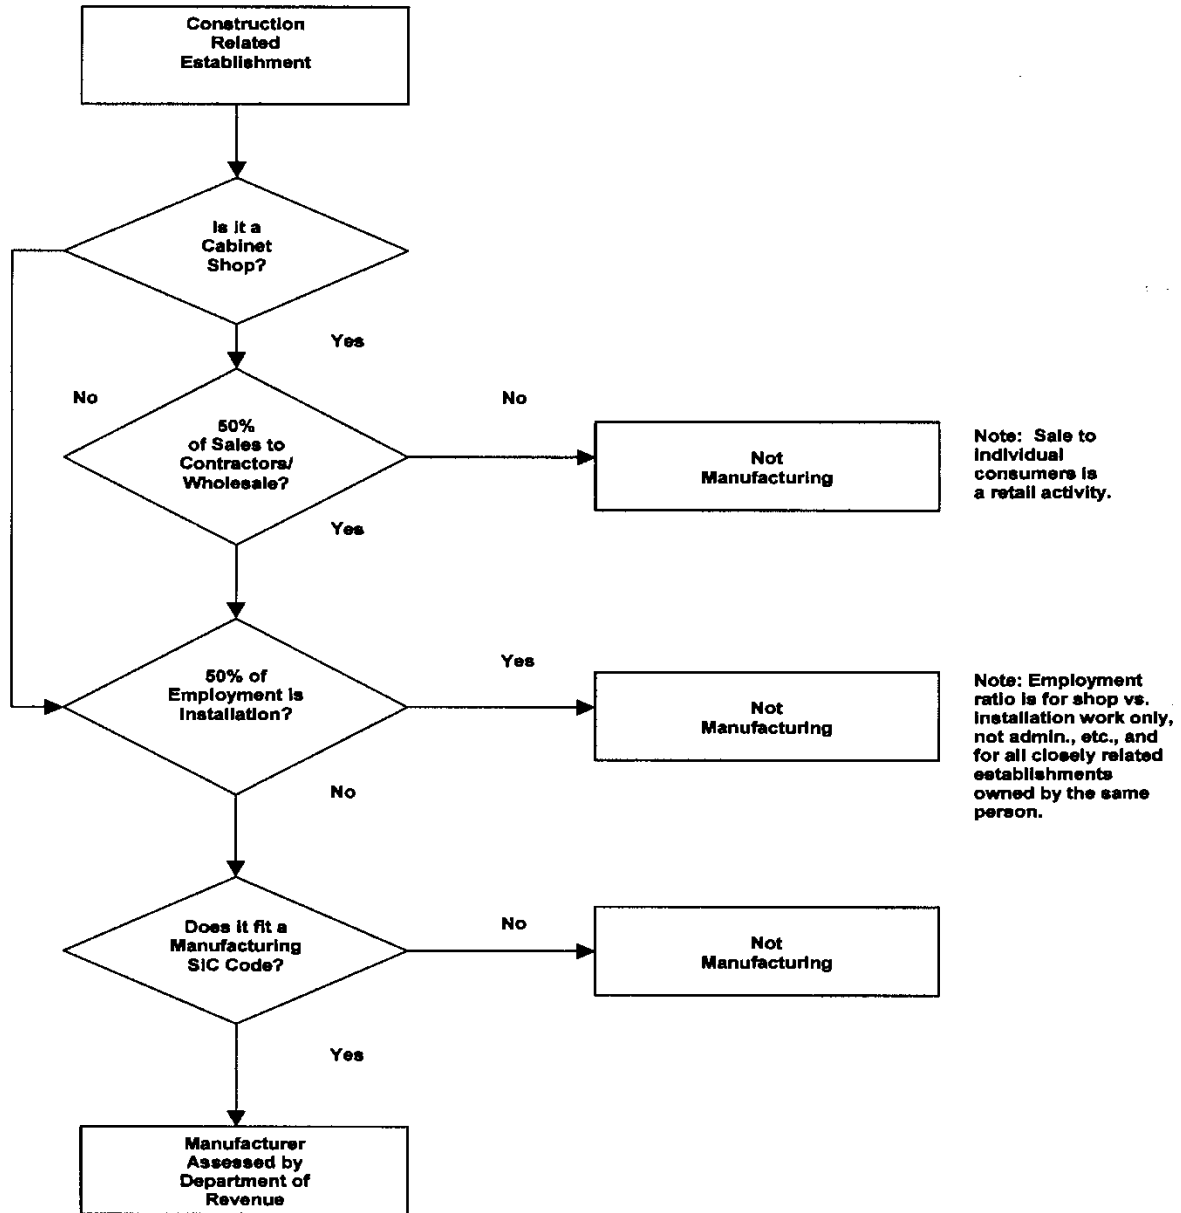 Construction
Related
Establishment
Is it a
Cabinet
Shop?
Yes
No
No
50%
of Sales to
Contractors/
Wholesale?
Not
Manufacturing
Note: Sale to
individual
consumers is
a retail activity.
Yes
50% of
Employment is
Installation?
Yes
Not
Manufacturing
Note: Employment
ratio is for shop vs.
installation work only,
not admin., etc., and
for all closely related
establishments
owned by the same
person.
No
Does it fit a
Manufacturing
SIC Code?
No
Not
Manufacturing
Yes
Manufacturer
Assessed by
Department of
Revenue